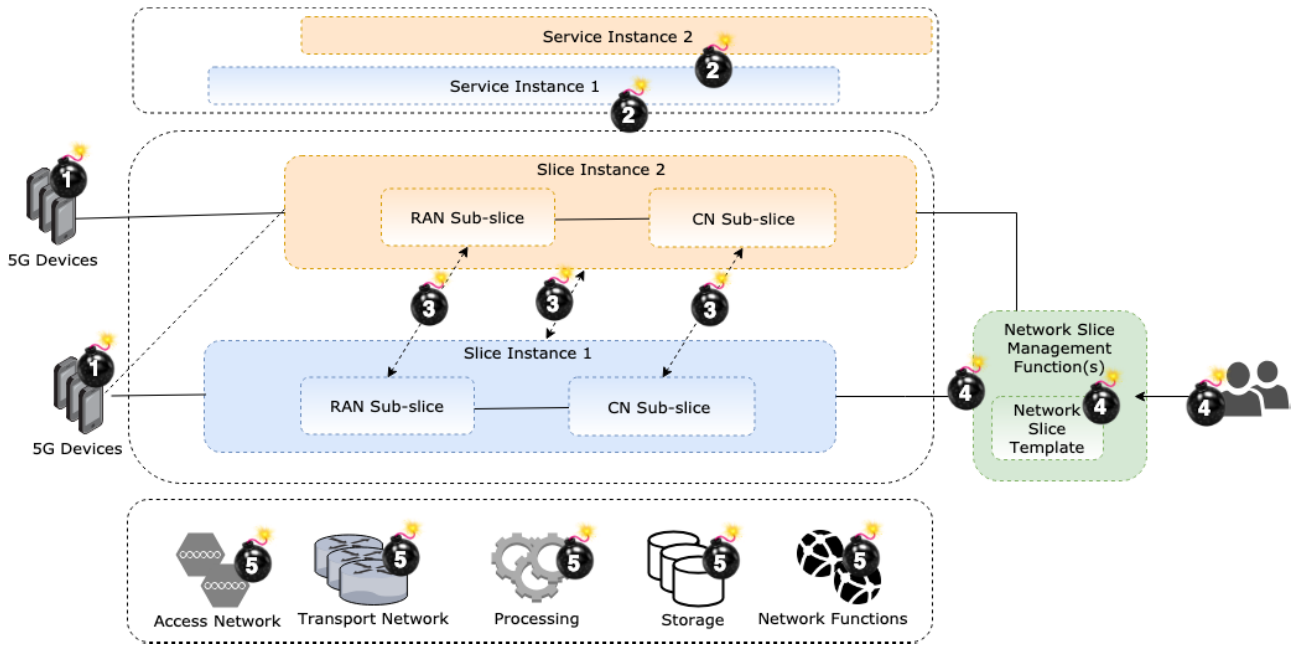 Service Instance 2
2
Service Instance 1
2
1
5G Devices
Slice Instance 2
RAN Sub-slice
CN Sub-slice
3
3
3
1
5G Devices
Slice Instance 1
RAN Sub-slice
CN Sub-slice
Network Slice
Management
Function(s)
4
Network
Slice
Template
4
4
5
Access Network
5
Transport Network
5
Processing
5
Storage
5
Network Functions